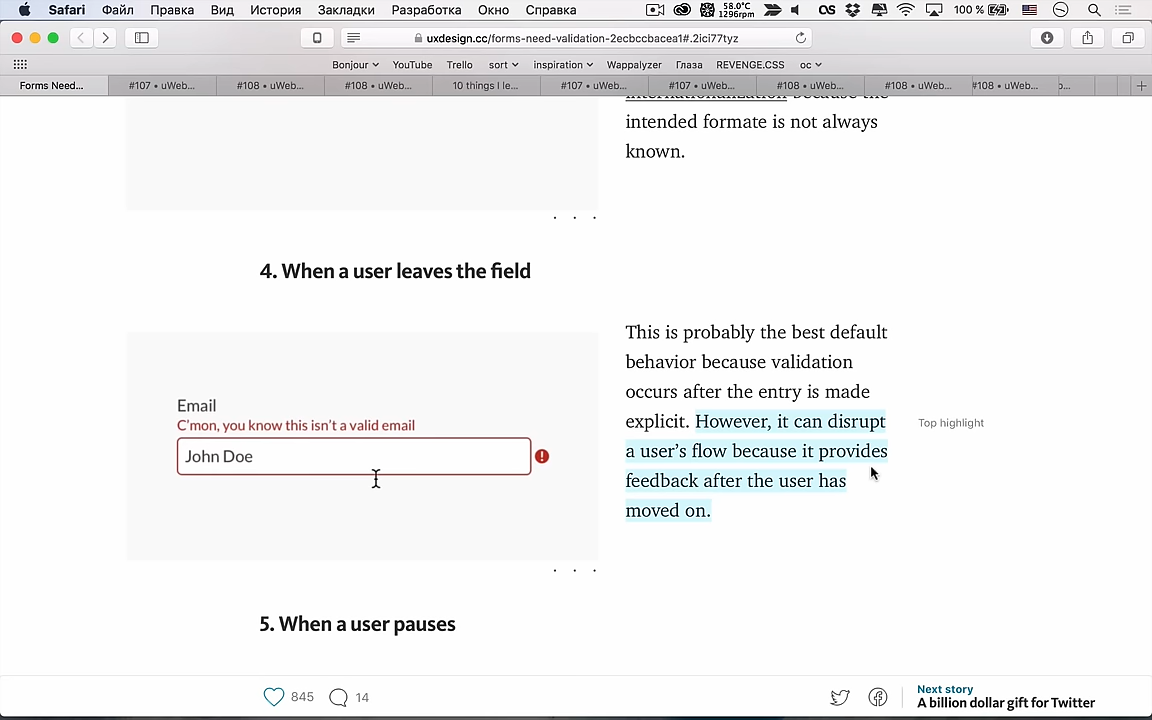 Safari Файл Правка Вид История Закладки Разработка Окно Справка 58.0°C 1296rpm 100 %
uxdesign.cc/forms-need-validation-2ecbccbacea1#.2ici77tyz
Bonjour YouTube Trello sort inspiration Wappalyzer Глаза REVENGE.CSS ос
Forms Need... #107 • uWeb... #108 • uWeb... #108 • uWeb... 10 things I le... #107 • uWeb... #107 • uWeb... #108 • uWeb... #108 • uWeb... #108 • uWeb...
internationalization because the
intended formate is not always
known.
4. When a user leaves the field
This is probably the best default
behavior because validation
occurs after the entry is made
explicit. However, it can disrupt
a user's flow because it provides
feedback after the user has
moved on.
Top highlight
Email
C'mon, you know this isn't a valid email
John Doe
5. When a user pauses
845 14
Next story
A billion dollar gift for Twitter